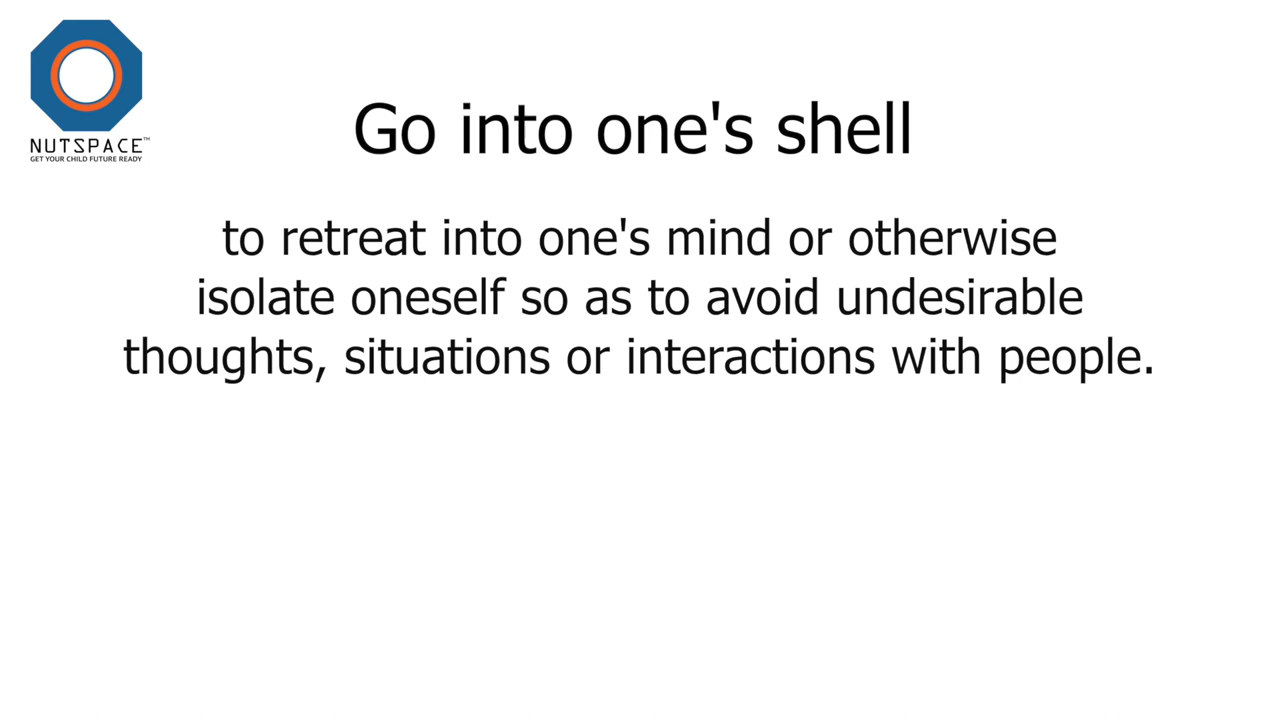 NUTSPACE™
GET YOUR CHILD FUTURE READY
Go into one's shell
to retreat into one's mind or otherwise
isolate oneself so as to avoid undesirable
thoughts, situations or interactions with people.